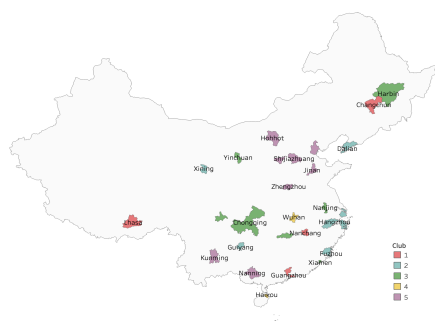 Harbin
Changchun
Hohhot
Dalian
Yinchuan
Shijiazhuang
Xining
Jinan
Zhengzhou
Lhasa
Nanjing
Chongqing
Wuhan
Hangzhou
Nanchang
Guiyang
Fuzhou
Kunming
Xiamen
Nanning
Guangzhou
Haikou
Club
1
2
3
4
5